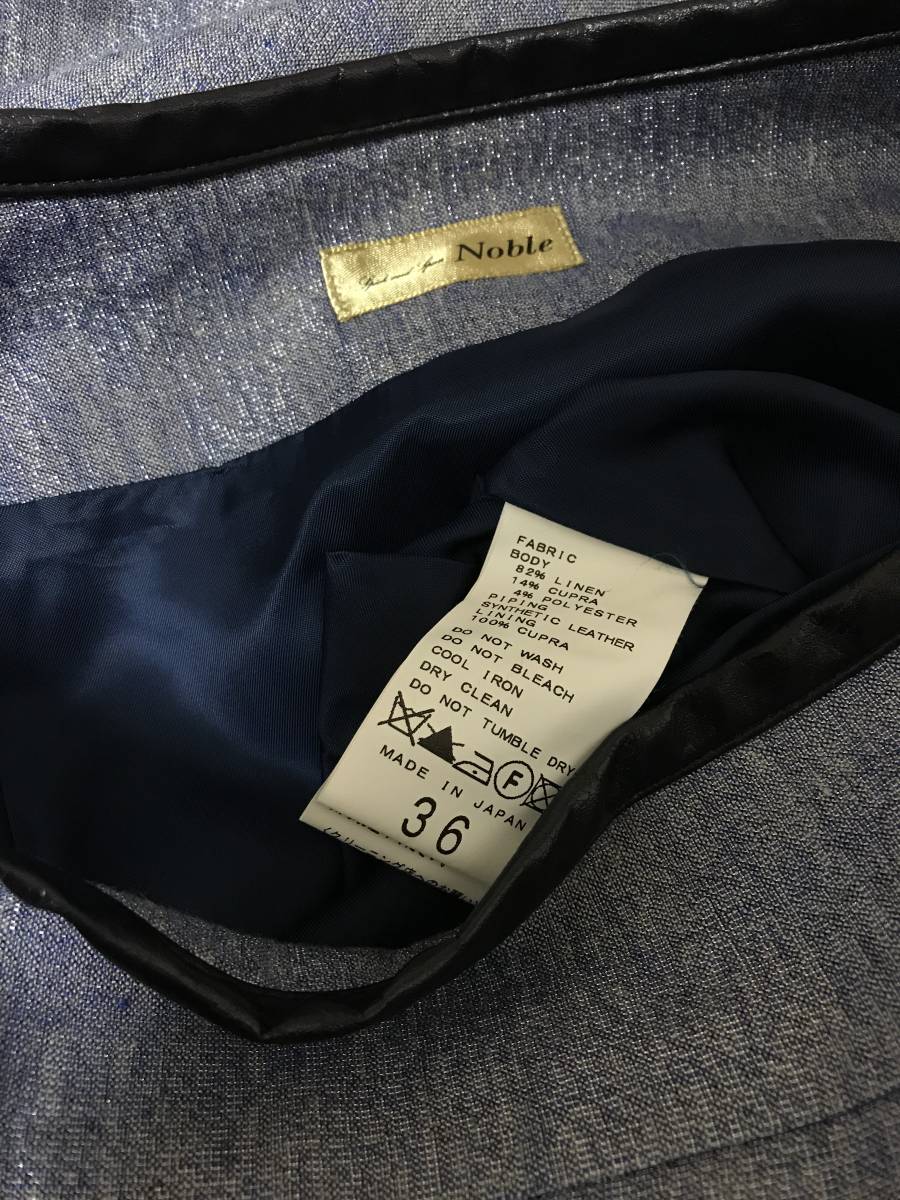 Noble
FABRIC
BODY
82% LINEN
14% CUPRA
4% POLYESTER
PIPING
SYNTHETIC LEATHER
LINING
100% CUPRA
DO NOT WASH
DO NOT BLEACH
COOL IRON
DRY CLEAN
DO NOT TUMBLE DRY
F
MADE IN JAPAN
36